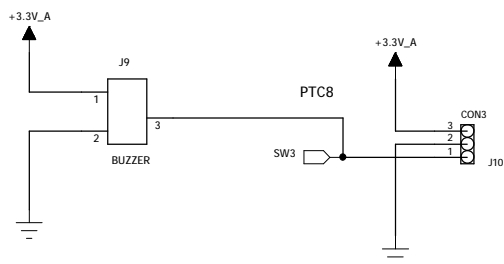 +3.3V_A
J9
1
2
3
BUZZER
PTC8
SW3
+3.3V_A
CON3
3
2
1
J10